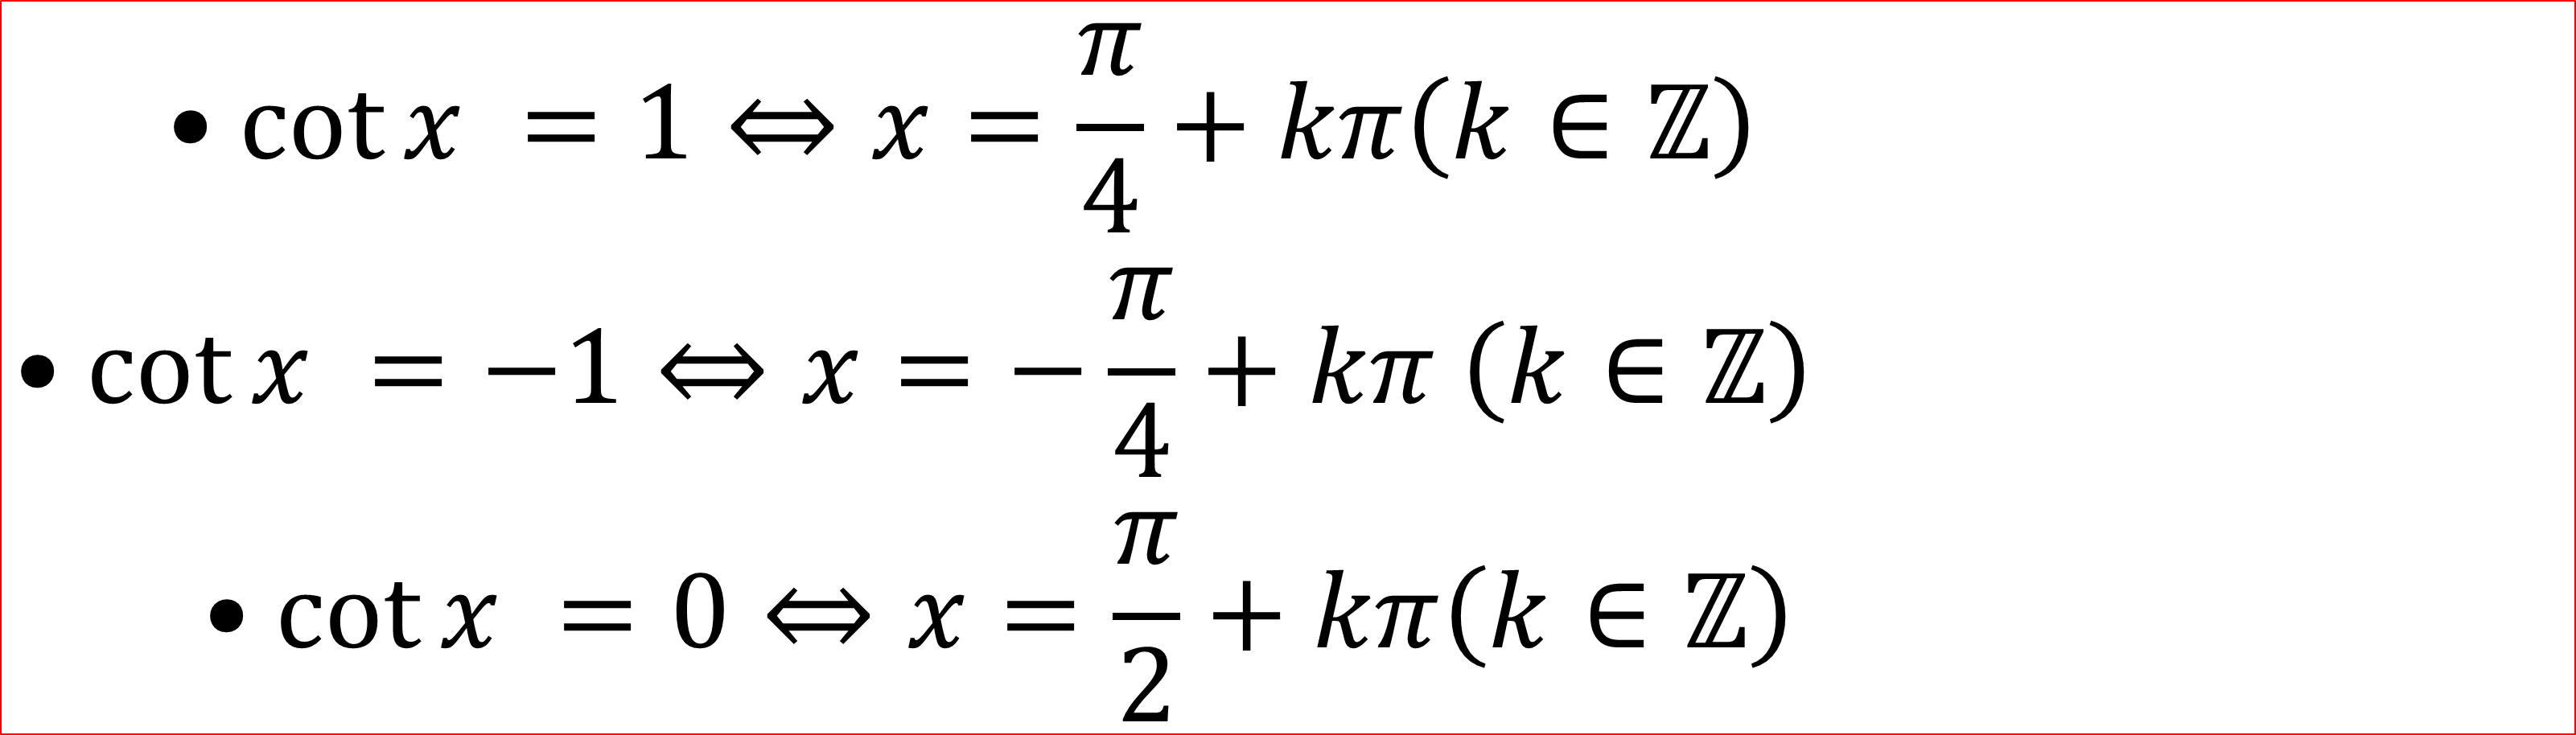 • cot x = 1 ⇔ x = π/4 + kπ(k ∈ ℤ)
• cot x = −1 ⇔ x = −π/4 + kπ (k ∈ ℤ)
• cot x = 0 ⇔ x = π/2 + kπ(k ∈ ℤ)